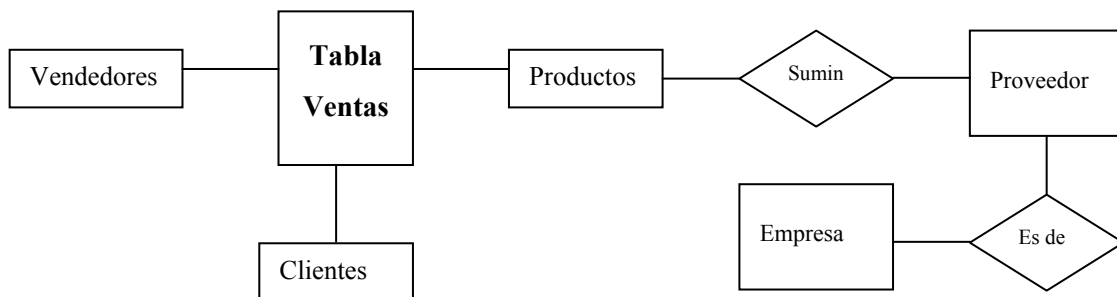 Vendedores
Tabla
Ventas
Productos
Sumin
Proveedor
Clientes
Empresa
Es de